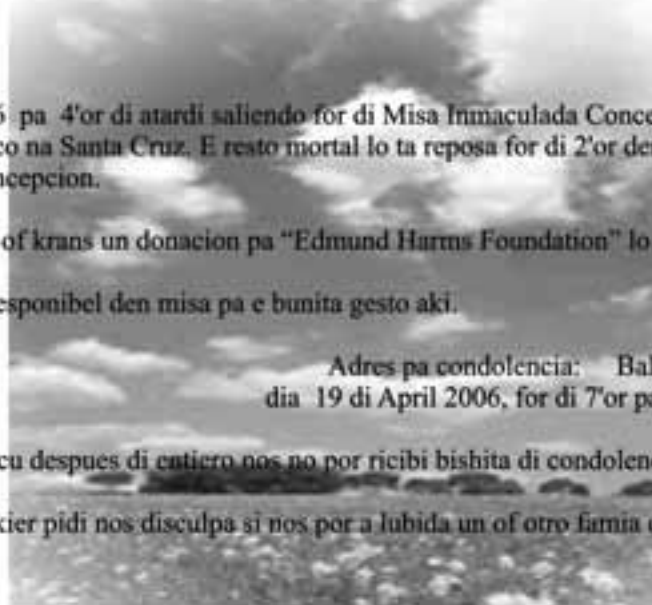 pa 4'or di atardi saliendo for di Misa Inmaculada Conce
co na Santa Cruz. E resto mortal lo ta reposa for di 2'or de
ncepcion.
of krans un donacion pa “Edmund Harms Foundation” lo
esponibel den misa pa e bunita gesto aki.
Adres pa condolencia: Bal
dia 19 di April 2006, for di 7'or pa
cu despues di entiero nos no por ricibi bishita di condolen
kier pidi nos disculpa si nos por a lubida un of otro famia